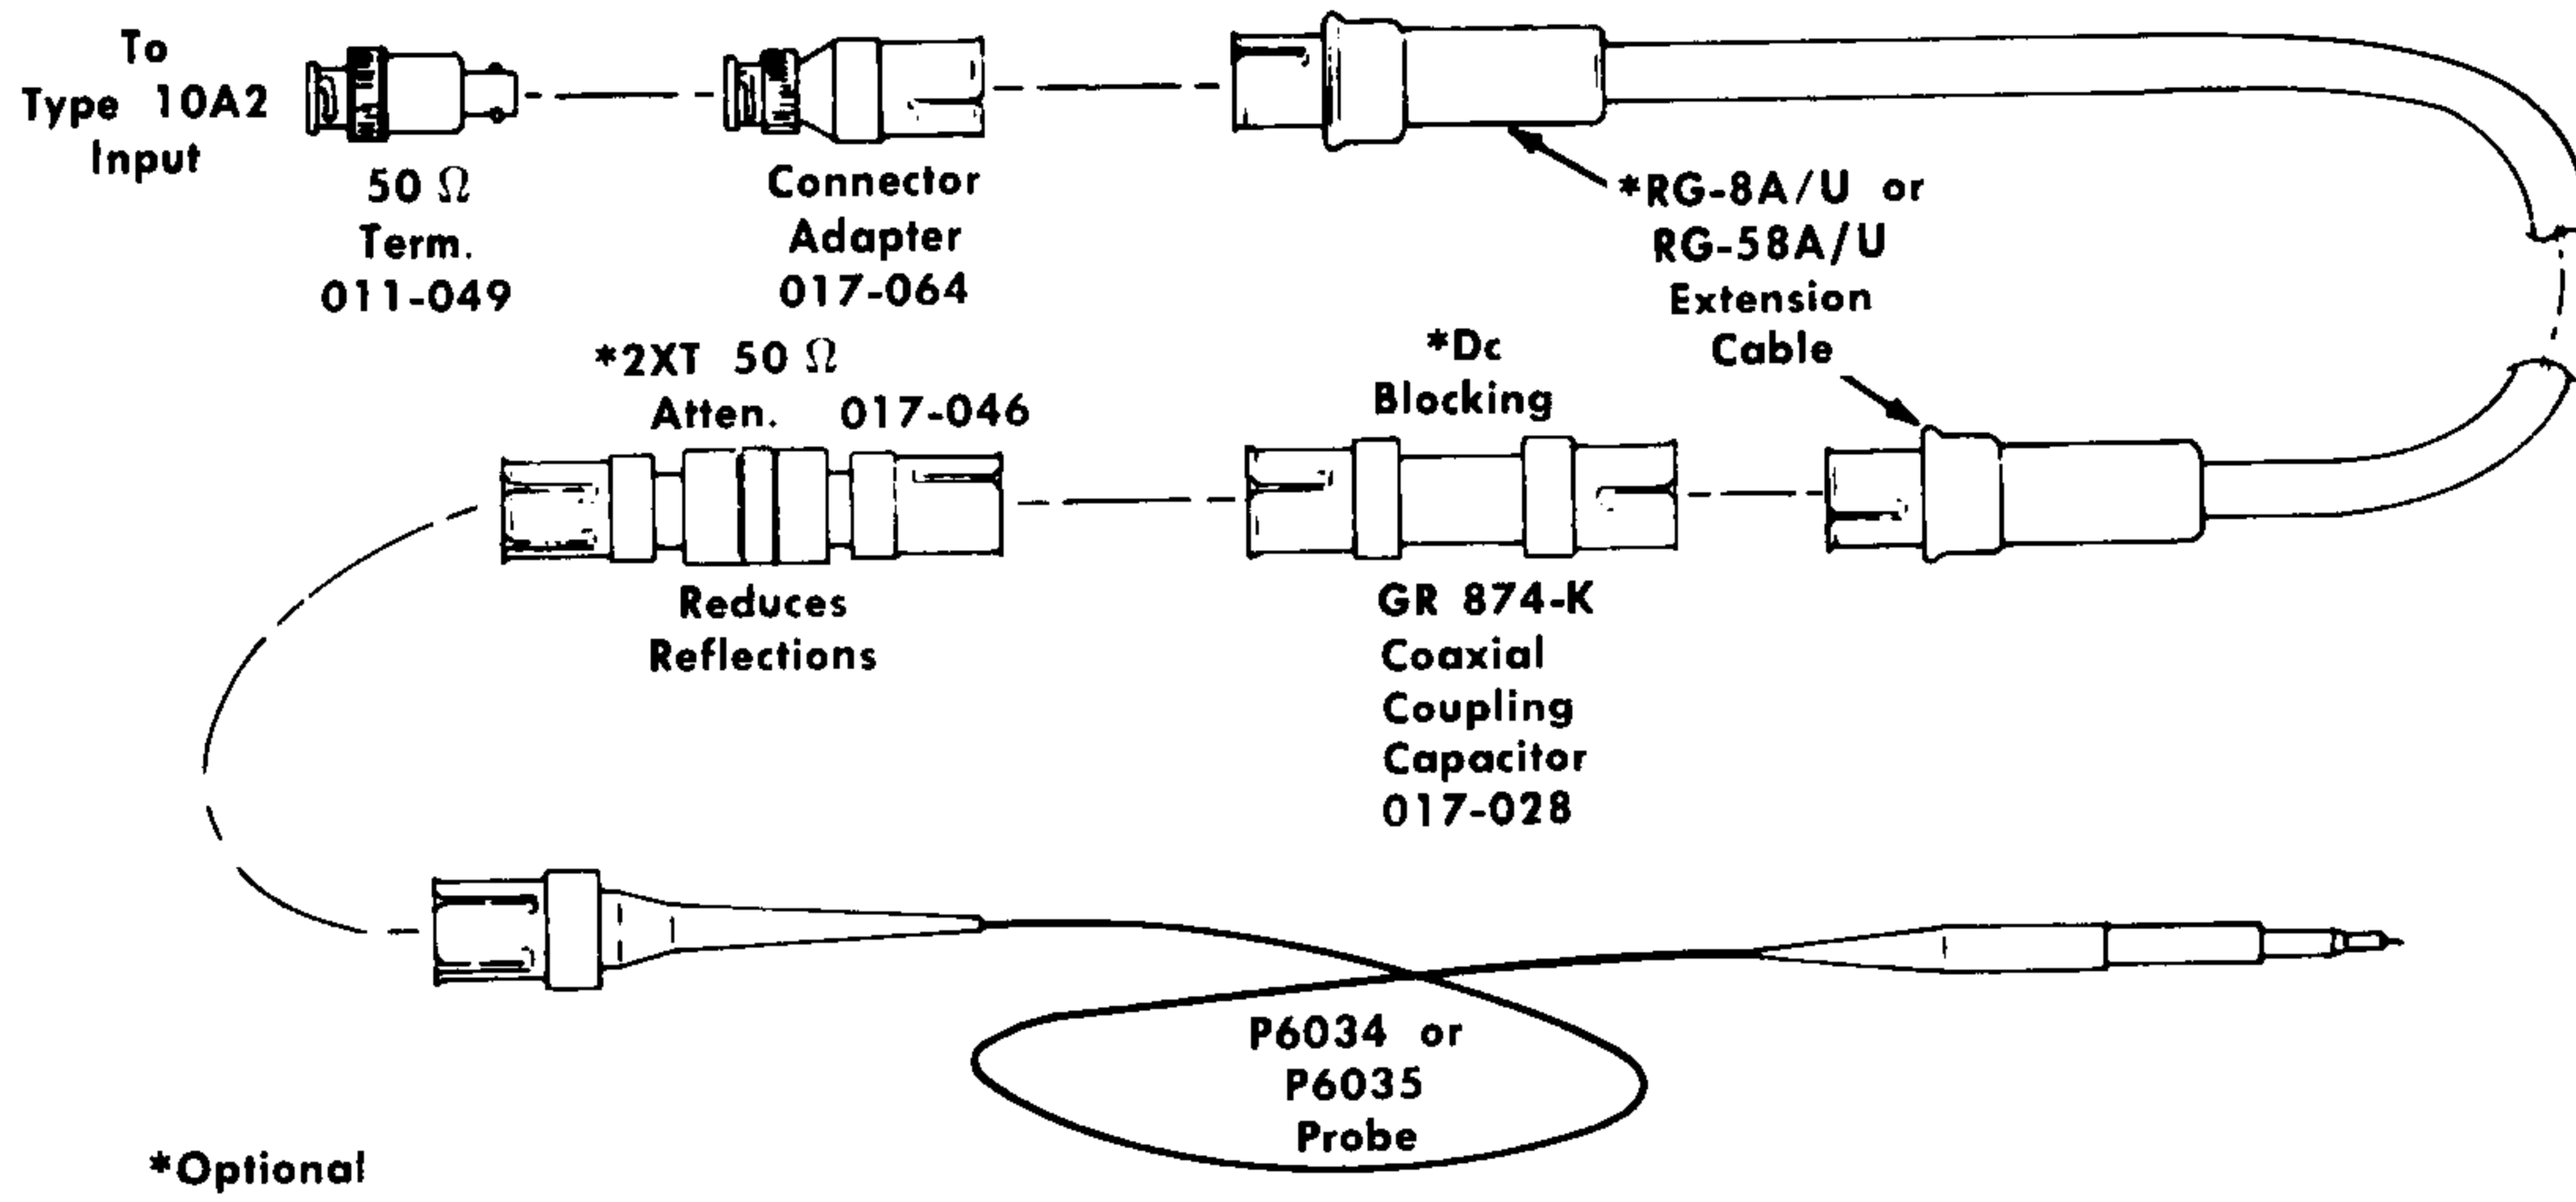 To
Type 10A2
Input
50 Ω
Term.
011-049
Connector
Adapter
017-064
*RG-8A/U or
RG-58A/U
Extension
Cable
*2XT 50 Ω
Atten. 017-046
Reduces
Reflections
*Dc
Blocking
GR 874-K
Coaxial
Coupling
Capacitor
017-028
P6034 or
P6035
Probe
*Optional